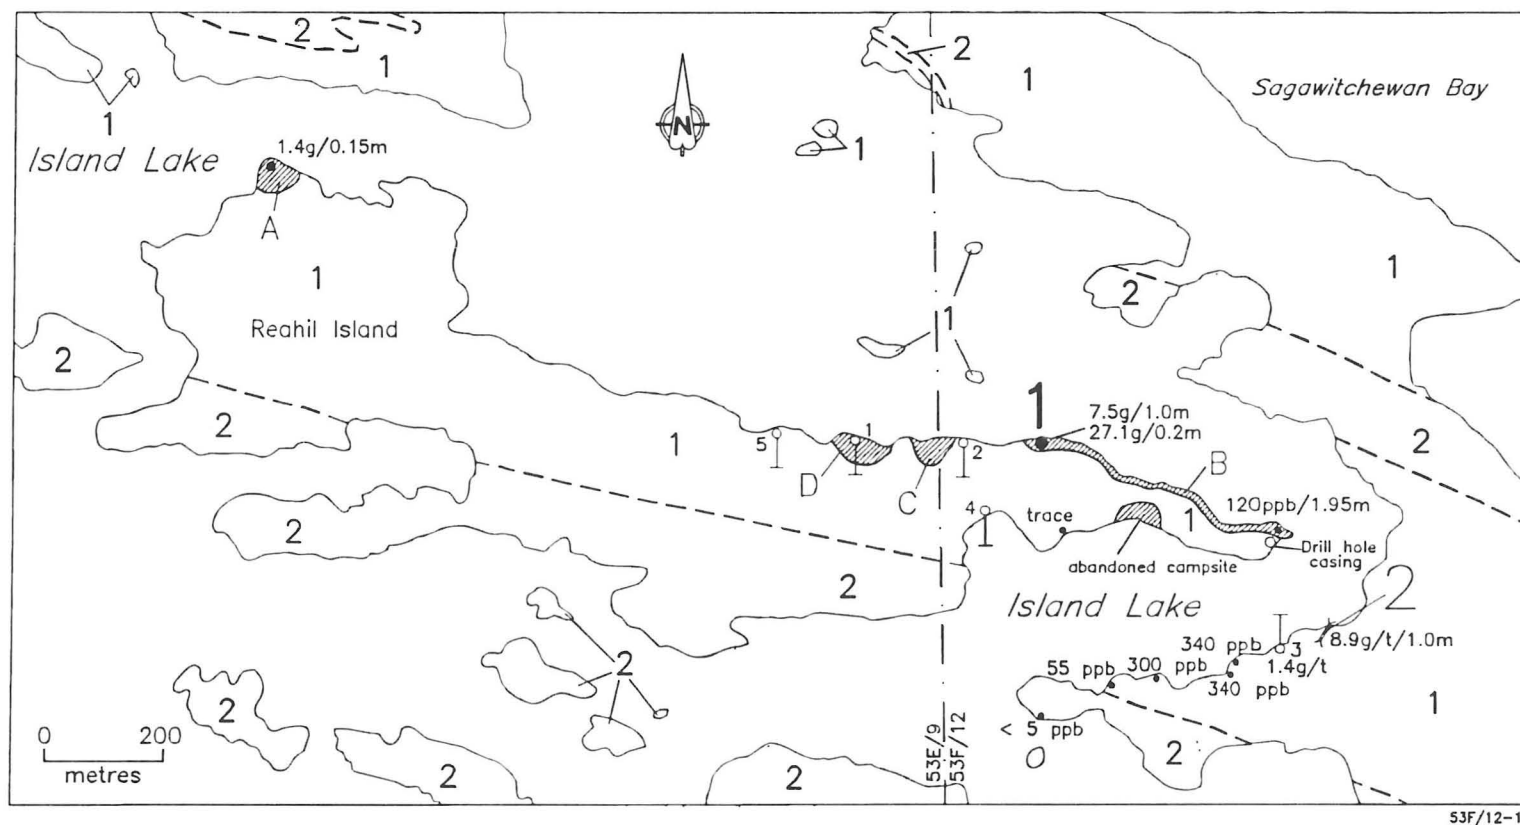 2
2
1
1
Sagawitchewan Bay
1
N
1
Island Lake
1.4g/0.15m
A
1
1
2
Reahil Island
1
2
1
7.5g/1.0m
27.1g/0.2m
2
1
5
1
2
2
B
D
C
120ppb/1.95m
4
trace
1
2
Drill hole
casing
abandoned campsite
2
Island Lake
2
8.9g/t/1.0m
3
340 ppb
1.4g/t
2
55 ppb
300 ppb
340 ppb
1
2
< 5 ppb
0
200
metres
53E/9
53F/12
2
2
2
53F/12-1